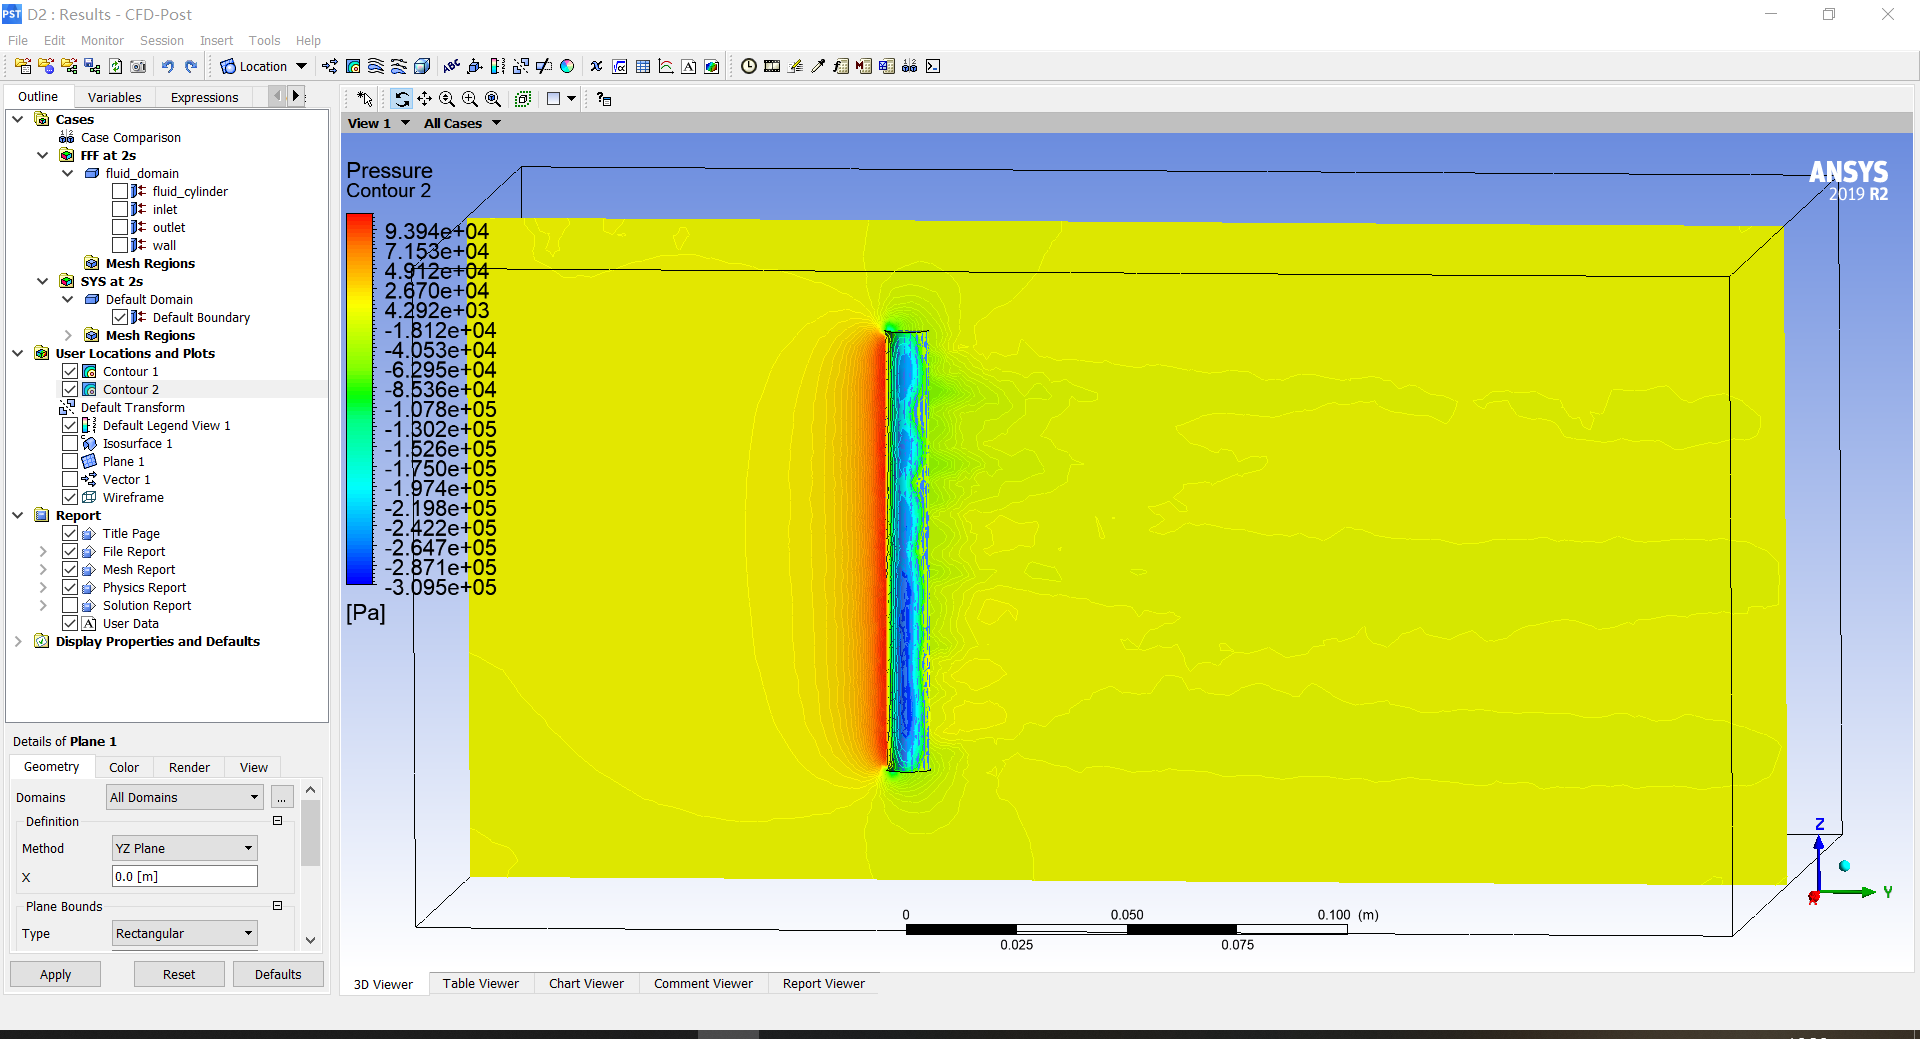 D2 : Results - CFD-Post
File Edit Monitor Session Insert Tools Help
Location
Outline Variables Expressions
Cases
Case Comparison
FFF at 2s
fluid_domain
fluid_cylinder
inlet
outlet
wall
Mesh Regions
SYS at 2s
Default Domain
Default Boundary
Mesh Regions
User Locations and Plots
Contour 1
Contour 2
Default Transform
Default Legend View 1
Isosurface 1
Plane 1
Vector 1
Wireframe
Report
Title Page
File Report
Mesh Report
Physics Report
Solution Report
User Data
Display Properties and Defaults
Details of Plane 1
Geometry Color Render View
Domains All Domains ...
Definition
Method YZ Plane
X 0.0 [m]
Plane Bounds
Type Rectangular
Apply Reset Defaults
View 1 All Cases
Pressure
Contour 2
9.394e+04
7.153e+04
4.912e+04
2.670e+04
4.292e+03
-1.812e+04
-4.053e+04
-6.295e+04
-8.536e+04
-1.078e+05
-1.302e+05
-1.526e+05
-1.750e+05
-1.974e+05
-2.198e+05
-2.422e+05
-2.647e+05
-2.871e+05
-3.095e+05
[Pa]
ANSYS
2019 R2
Z
Y
0 0.050 0.100 (m)
0.025 0.075
3D Viewer Table Viewer Chart Viewer Comment Viewer Report Viewer